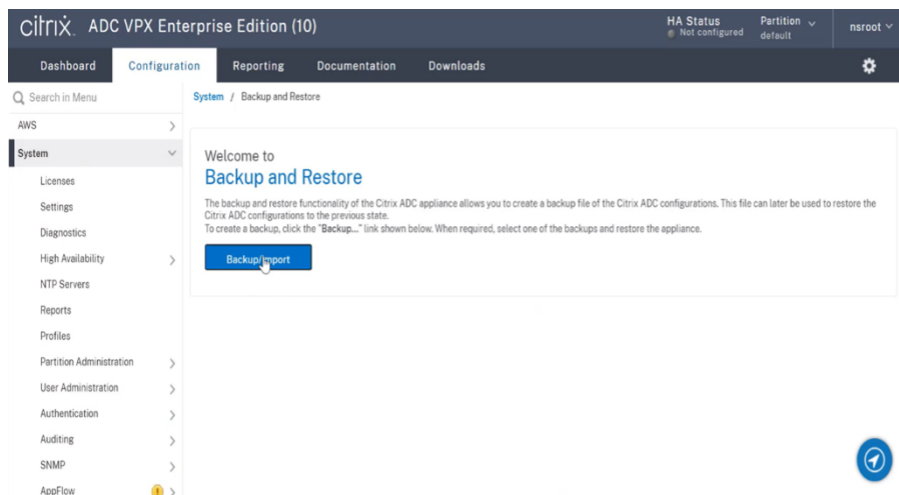 citrix. ADC VPX Enterprise Edition (10)
HA Status
Not configured
Partition
default
nsroot
Dashboard Configuration Reporting Documentation Downloads
Search in Menu
System / Backup and Restore
AWS
System
Licenses
Settings
Diagnostics
High Availability
NTP Servers
Reports
Profiles
Partition Administration
User Administration
Authentication
Auditing
SNMP
AppFlow
Welcome to
Backup and Restore
The backup and restore functionality of the Citrix ADC appliance allows you to create a backup file of the Citrix ADC configurations. This file can later be used to restore the
Citrix ADC configurations to the previous state.
To create a backup, click the "Backup..." link shown below. When required, select one of the backups and restore the appliance.
Backup/Import